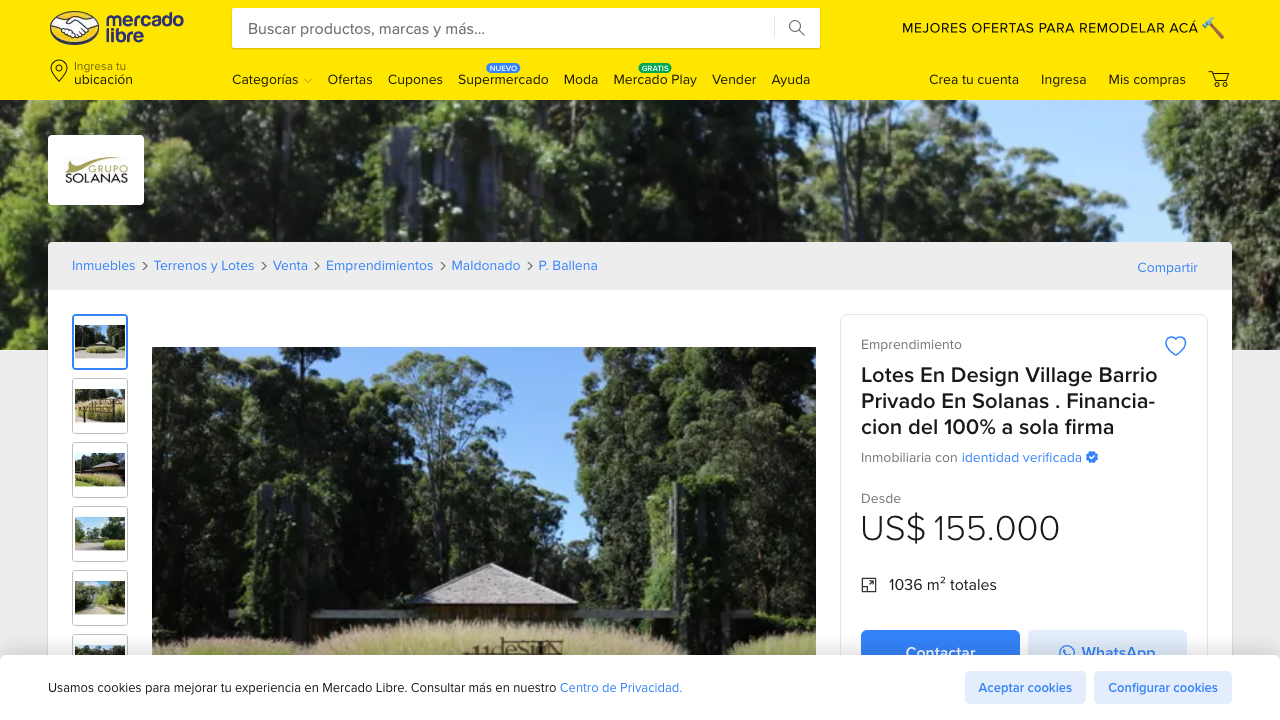 mercado
libre
Buscar productos, marcas y más...
MEJORES OFERTAS PARA REMODELAR ACÁ
Ingresa tu
ubicación
NUEVO
GRATIS
Categorías
Ofertas
Cupones
Supermercado
Moda
Mercado Play
Vender
Ayuda
Crea tu cuenta
Ingresa
Mis compras
GRUPO
SOLANAS
Inmuebles
Terrenos y Lotes
Venta
Emprendimientos
Maldonado
P. Ballena
Compartir
Emprendimiento
Lotes En Design Village Barrio
Privado En Solanas . Financia-
cion del 100% a sola firma
Inmobiliaria con identidad verificada
Desde
US$ 155.000
1036 m² totales
Contactar
WhatsApp
Usamos cookies para mejorar tu experiencia en Mercado Libre. Consultar más en nuestro Centro de Privacidad.
Aceptar cookies
Configurar cookies